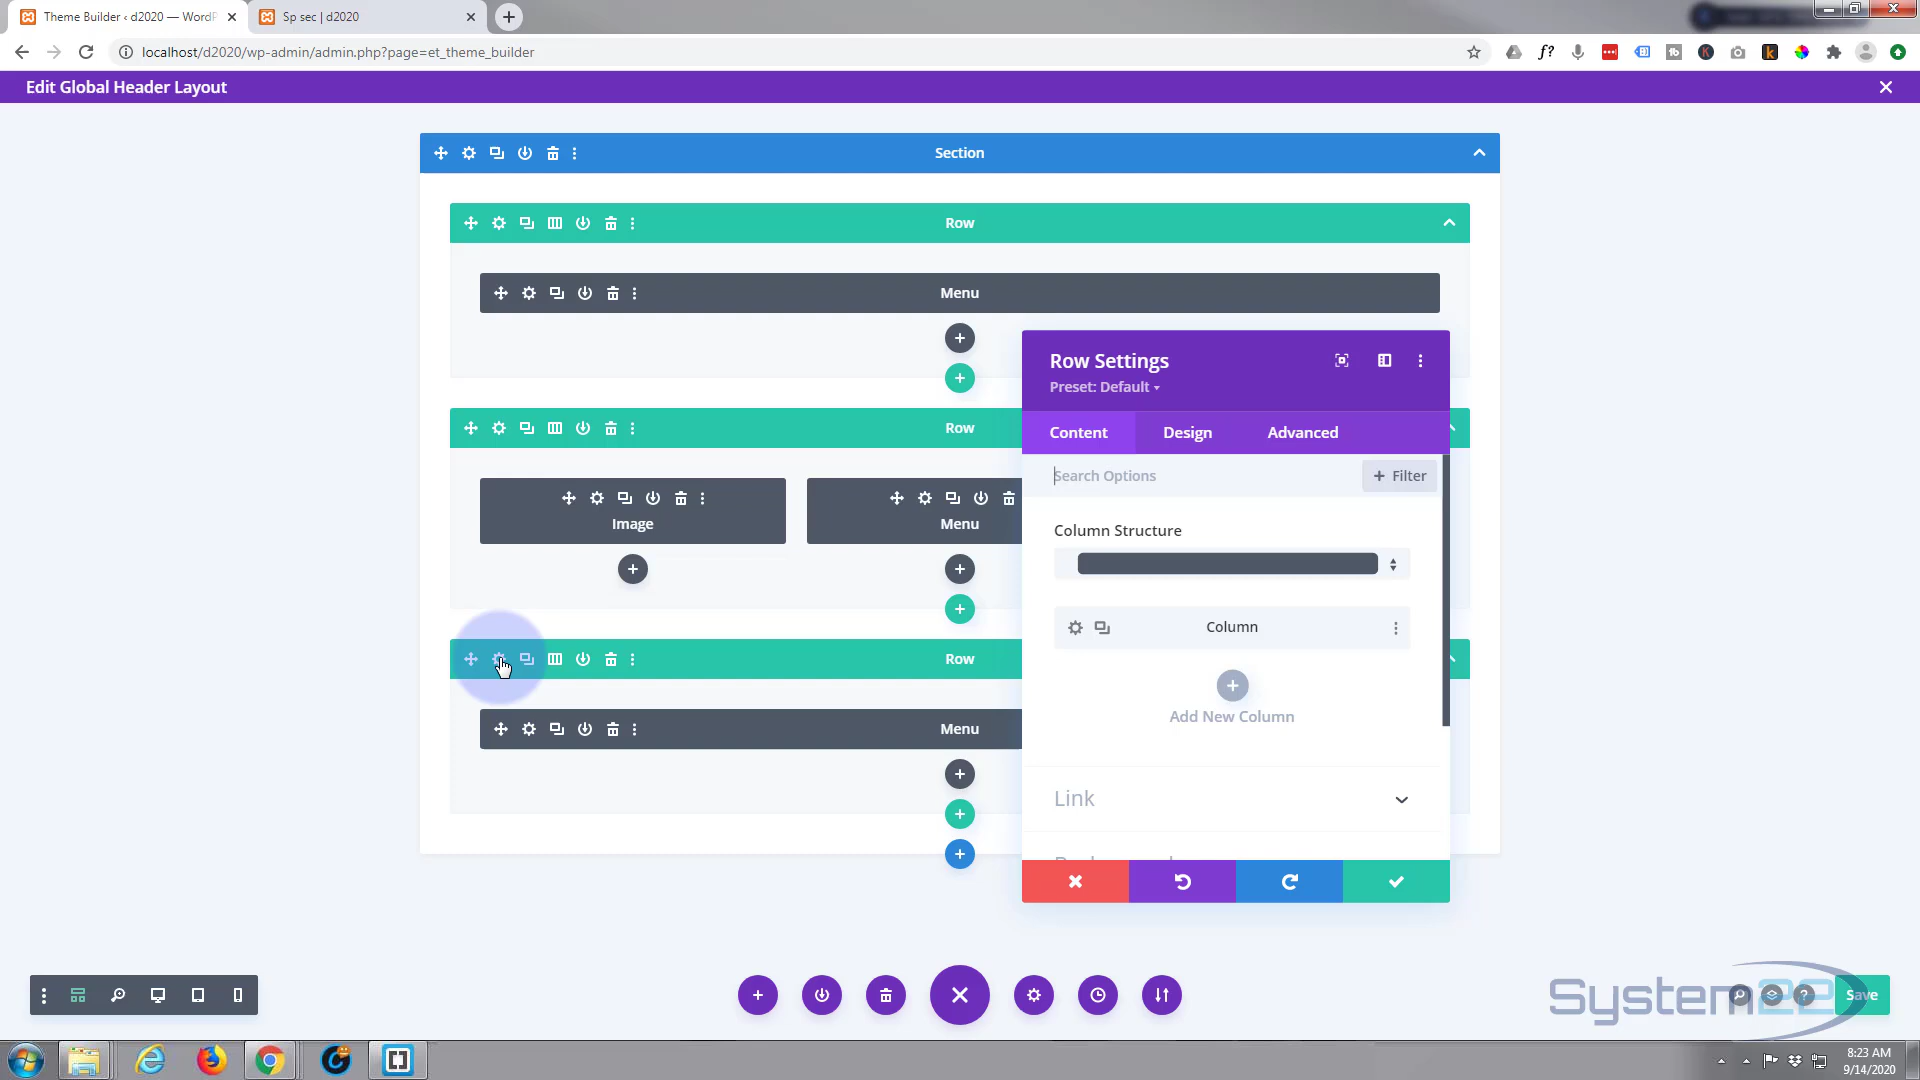 Theme Builder ‹ d2020 — WordP
Sp sec | d2020
localhost/d2020/wp-admin/admin.php?page=et_theme_builder
Edit Global Header Layout
Section
Row
Menu
Row Settings
Preset: Default
Row
Content
Design
Advanced
Search Options
+ Filter
Image
Menu
Column Structure
Column
Row
Add New Column
Menu
Link
System22
Save
8:23 AM
9/14/2020